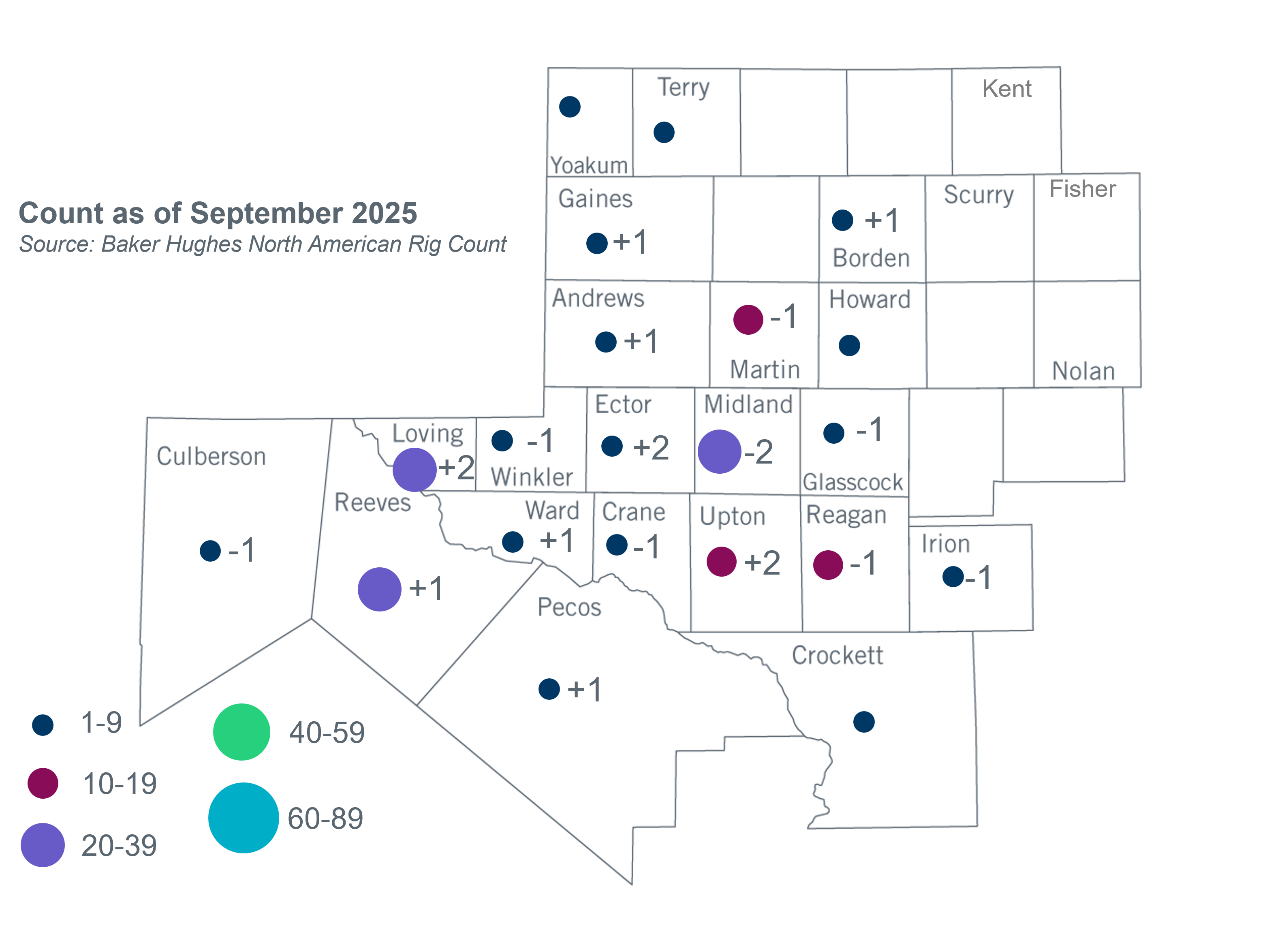 Terry
Kent
Yoakum
Count as of September 2025
Source: Baker Hughes North American Rig Count
Gaines
+1
+1
Borden
Scurry
Fisher
Andrews
+1
-1
Martin
Howard
Nolan
Culberson
-1
Loving
+2
-1
Winkler
Ector
+2
Midland
-2
-1
Glasscock
Reeves
+1
Ward
+1
Crane
-1
Upton
+2
Reagan
-1
Irion
-1
Pecos
+1
Crockett
1-9
40-59
10-19
60-89
20-39